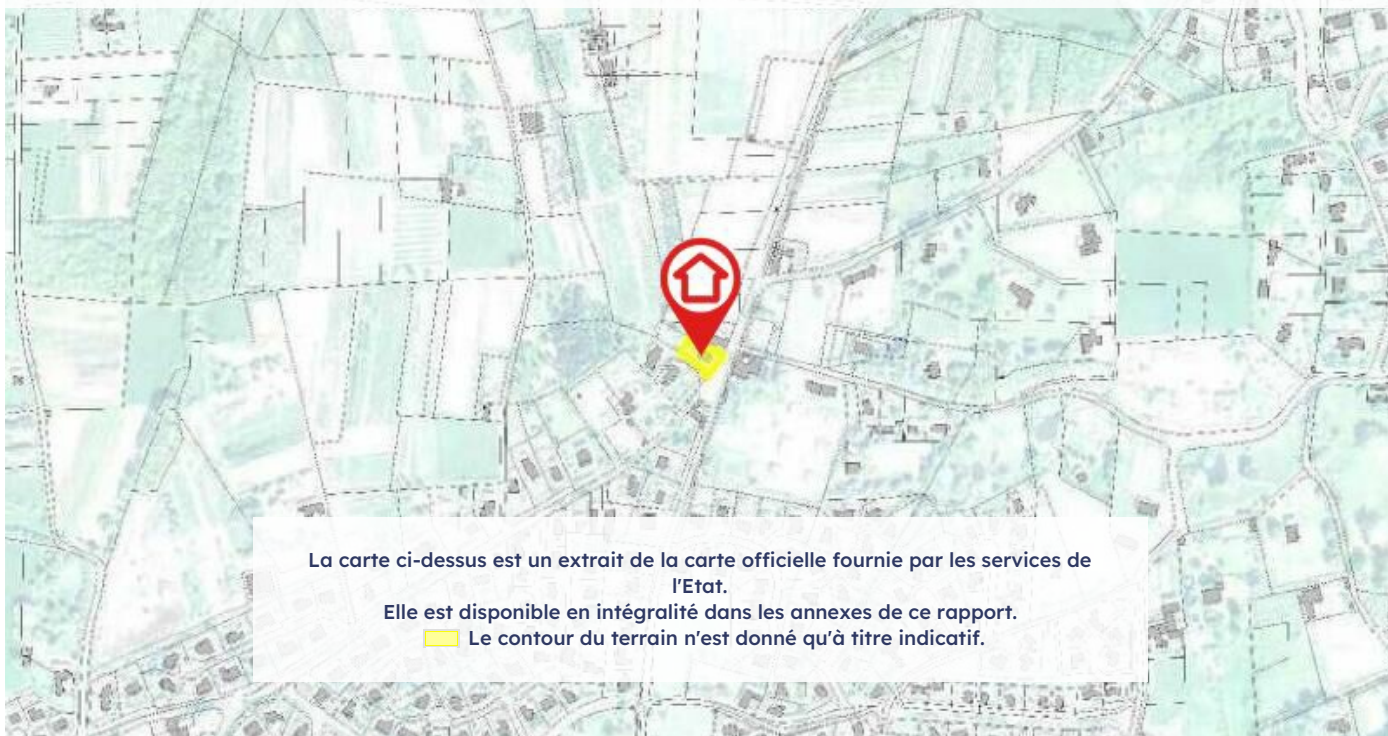 La carte ci-dessus est un extrait de la carte officielle fournie par les services de
l'Etat.
Elle est disponible en intégralité dans les annexes de ce rapport.
Le contour du terrain n'est donné qu'à titre indicatif.